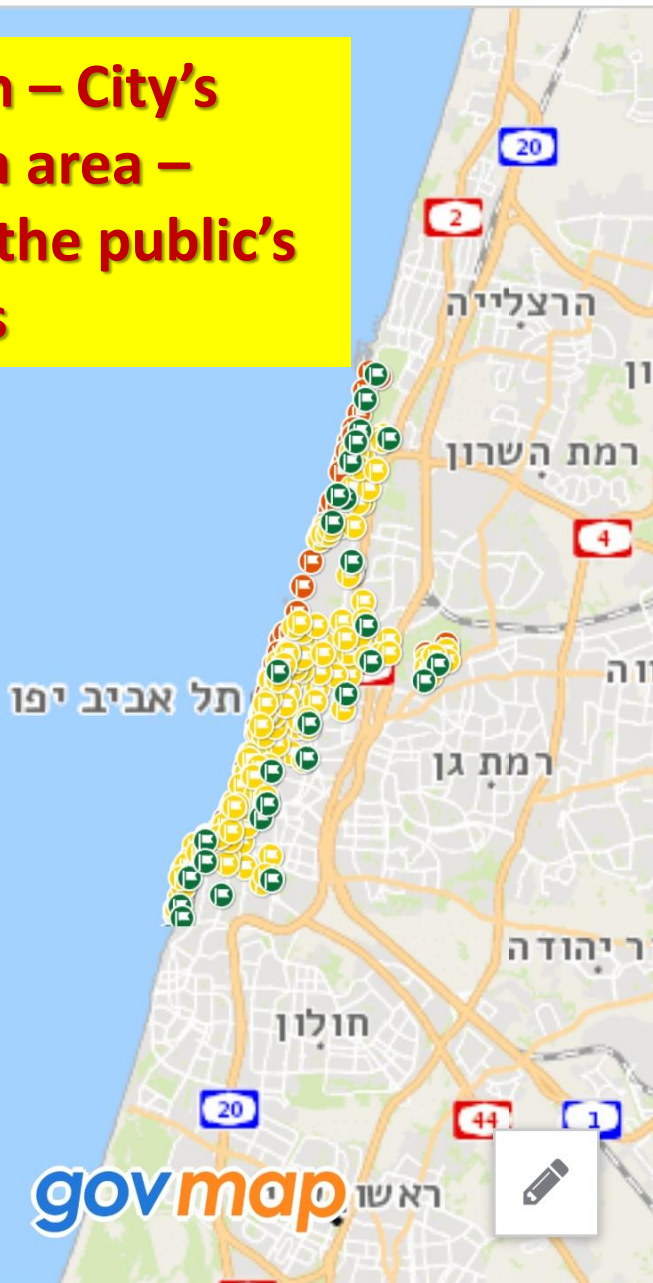 n – City’s
area –
the public’s
s
20
2
הרצלייה
רמת השרון
4
תל אביב יפו
רמת גן
ר יהודה
חולון
20
44
1
govmap
ראשו